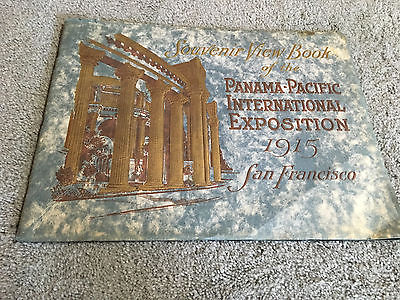 Souvenir View Book
of the
PANAMA-PACIFIC
INTERNATIONAL
EXPOSITION
1915
San Francisco